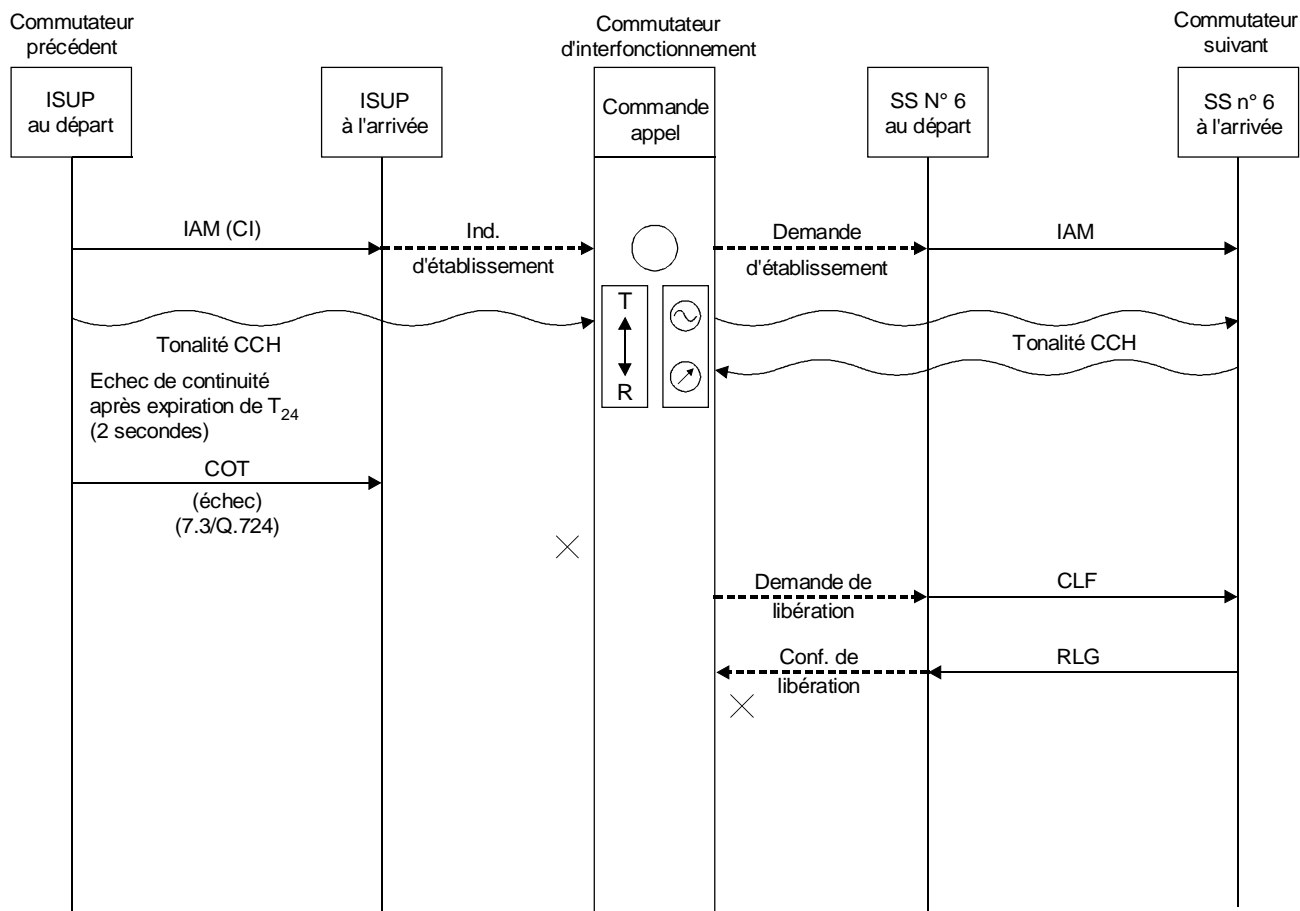 Commutateur
précédent
Commutateur
d'interfonctionnement
Commutateur
suivant
ISUP
au départ
ISUP
à l'arrivée
Commande
appel
SS N° 6
au départ
SS n° 6
à l'arrivée
IAM (CI)
Ind.
d'établissement
Demande
d'établissement
IAM
T
R
Tonalité CCH
Tonalité CCH
Echec de continuité
après expiration de T24
(2 secondes)
COT
(échec)
(7.3/Q.724)
Demande de
libération
CLF
Conf. de
libération
RLG